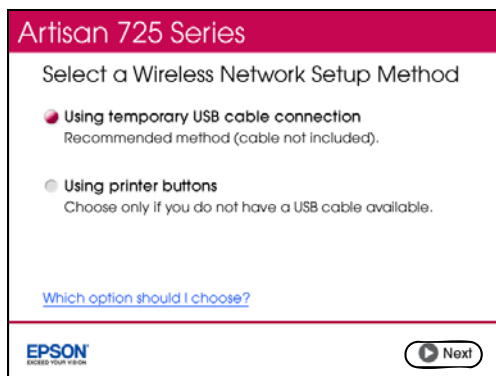 Artisan 725 Series
Select a Wireless Network Setup Method
Using temporary USB cable connection
Recommended method (cable not included).
Using printer buttons
Choose only if you do not have a USB cable available.
Which option should I choose?
EPSON
EXCEED YOUR VISION
Next